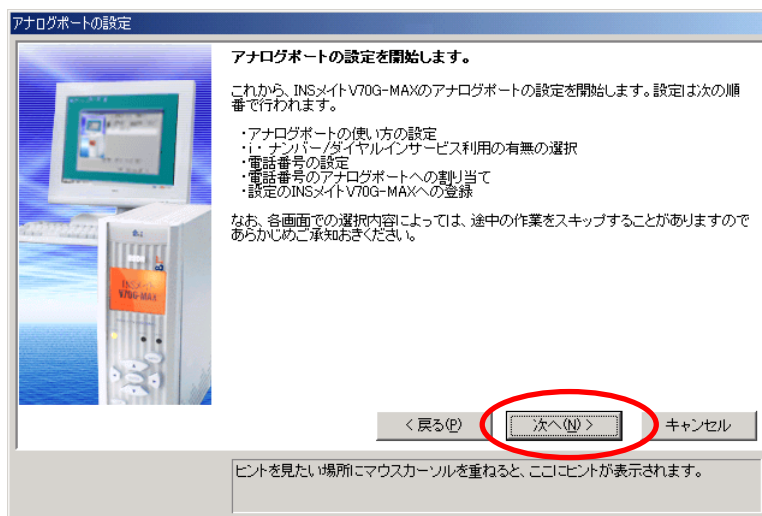 アナログポートの設定
アナログポートの設定を開始します。
これから、INSメイトV70G-MAXのアナログポートの設定を開始します。設定は次の順
番で行われます。
・アナログポートの使い方の設定
・i・ナンバー/ダイヤルインサービス利用の有無の選択
・電話番号の設定
・電話番号のアナログポートへの割り当て
・設定のINSメイトV70G-MAXへの登録
なお、各画面での選択内容によっては、途中の作業をスキップすることがありますので
あらかじめご承知おきください。
INSメイト
V70G-MAX
< 戻る(P)
次へ(N) >
キャンセル
ヒントを見たい場所にマウスカーソルを重ねると、ここにヒントが表示されます。